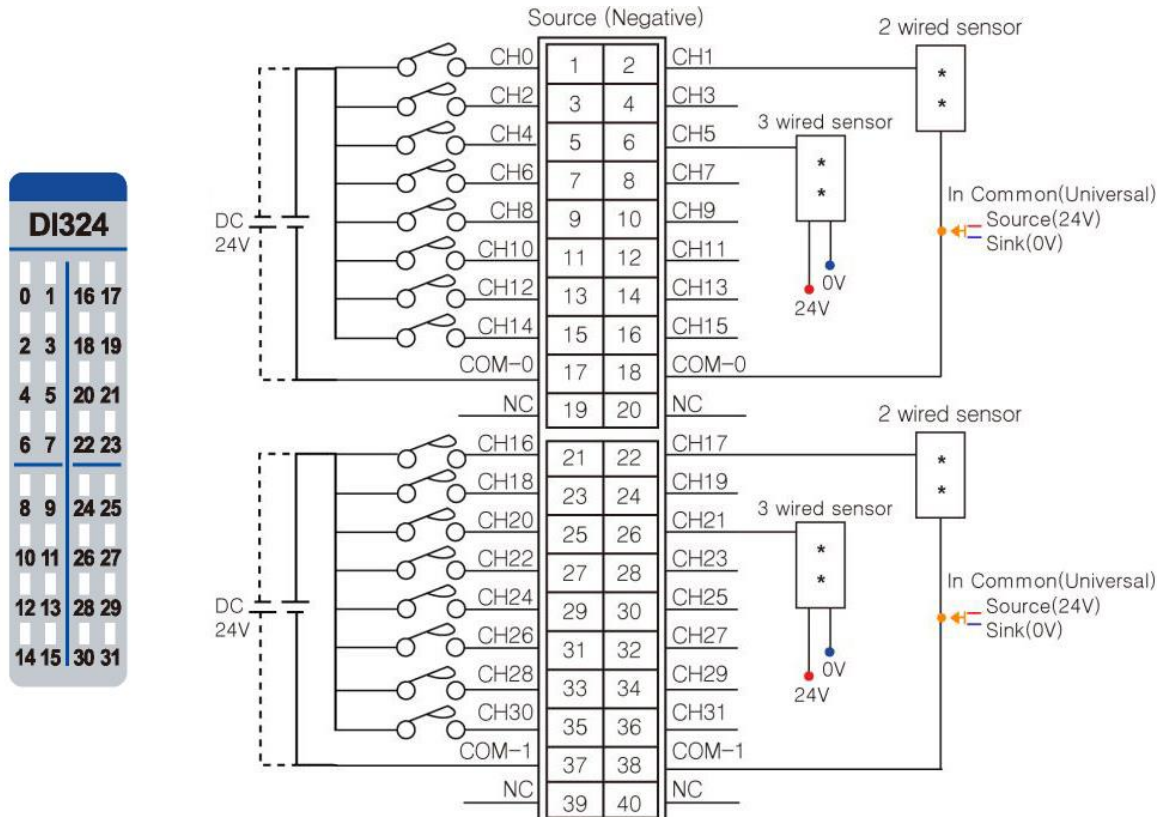 Source (Negative)
2 wired sensor
CH0 1 2 CH1
* *
CH2 3 4 CH3
3 wired sensor
CH4 5 6 CH5
* *
CH6 7 8 CH7
In Common(Universal)
Source(24V)
Sink(0V)
DC
24V
CH8 9 10 CH9
CH10 11 12 CH11
0V
24V
CH12 13 14 CH13
CH14 15 16 CH15
COM-0 17 18 COM-0
NC 19 20 NC
2 wired sensor
CH16 21 22 CH17
* *
CH18 23 24 CH19
3 wired sensor
CH20 25 26 CH21
* *
CH22 27 28 CH23
In Common(Universal)
Source(24V)
Sink(0V)
DC
24V
CH24 29 30 CH25
CH26 31 32 CH27
0V
24V
CH28 33 34 CH29
CH30 35 36 CH31
COM-1 37 38 COM-1
NC 39 40 NC
DI324
0 1 16 17
2 3 18 19
4 5 20 21
6 7 22 23
8 9 24 25
10 11 26 27
12 13 28 29
14 15 30 31